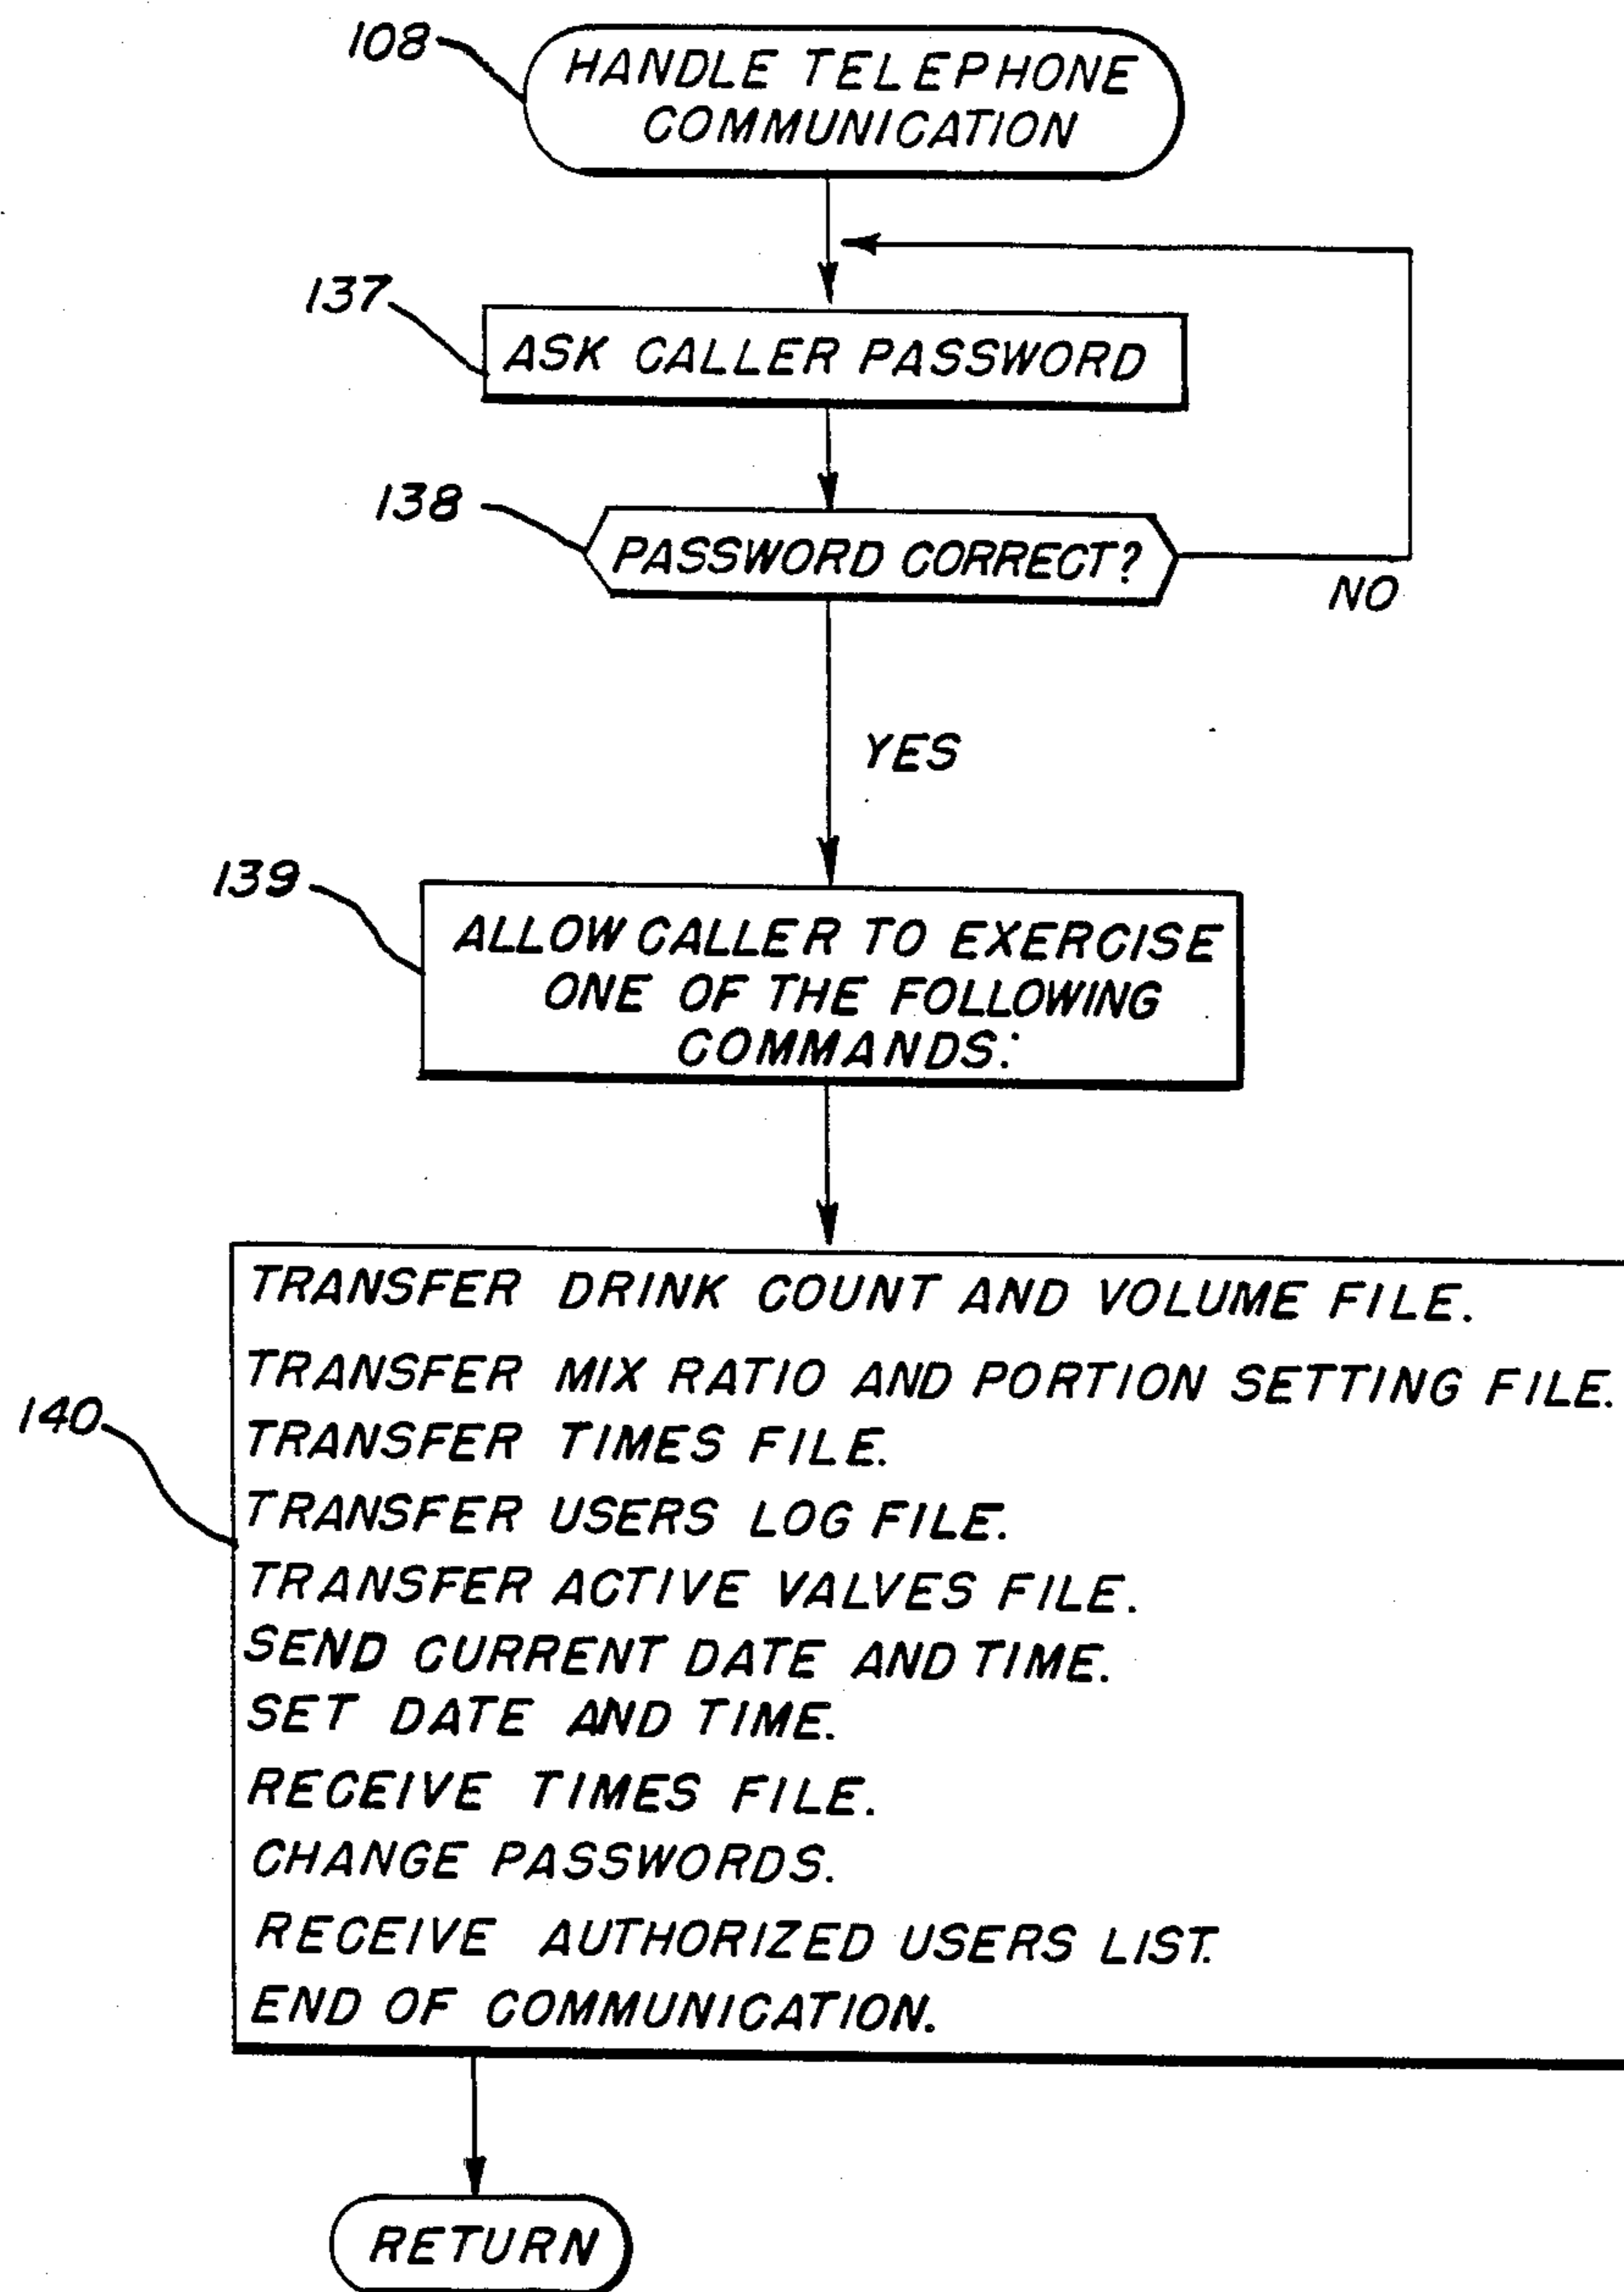 108
HANDLE TELEPHONE
COMMUNICATION
137
ASK CALLER PASSWORD
138
PASSWORD CORRECT?
NO
YES
139
ALLOW CALLER TO EXERCISE
ONE OF THE FOLLOWING
COMMANDS:
TRANSFER DRINK COUNT AND VOLUME FILE.
TRANSFER MIX RATIO AND PORTION SETTING FILE.
140
TRANSFER TIMES FILE.
TRANSFER USERS LOG FILE.
TRANSFER ACTIVE VALVES FILE.
SEND CURRENT DATE AND TIME.
SET DATE AND TIME.
RECEIVE TIMES FILE.
CHANGE PASSWORDS.
RECEIVE AUTHORIZED USERS LIST.
END OF COMMUNICATION.
RETURN